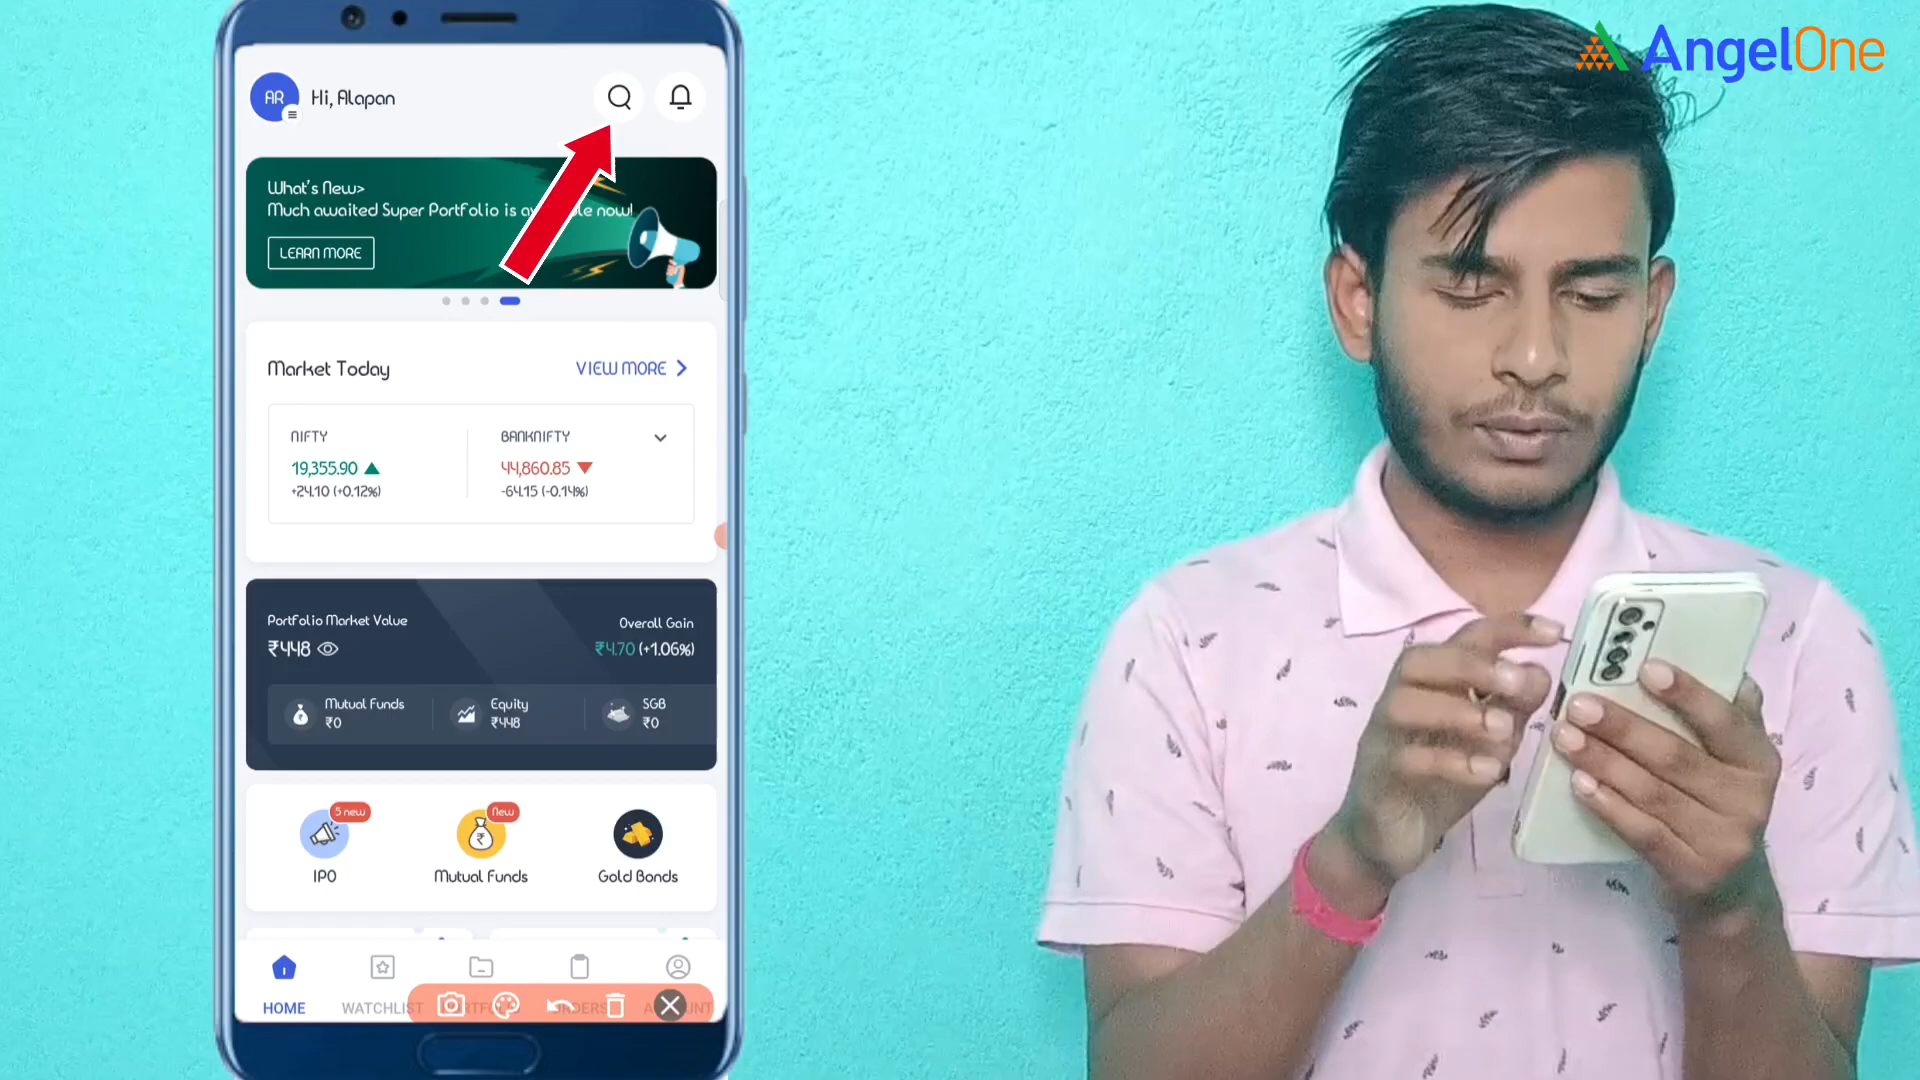 AngelOne
AR
Hi, Alapan
What's New>
Much awaited Super Portfolio is now!
LEARN MORE
Market Today
VIEW MORE
NIFTY
19,355.90
+24.10 (+0.12%)
BANKNIFTY
44,860.85
-64.15 (-0.14%)
Portfolio Market Value
₹448
Overall Gain
₹4.70 (+1.06%)
Mutual Funds
₹0
Equity
₹448
SGB
₹0
5 new
New
IPO
Mutual Funds
Gold Bonds
HOME
WATCHLIST